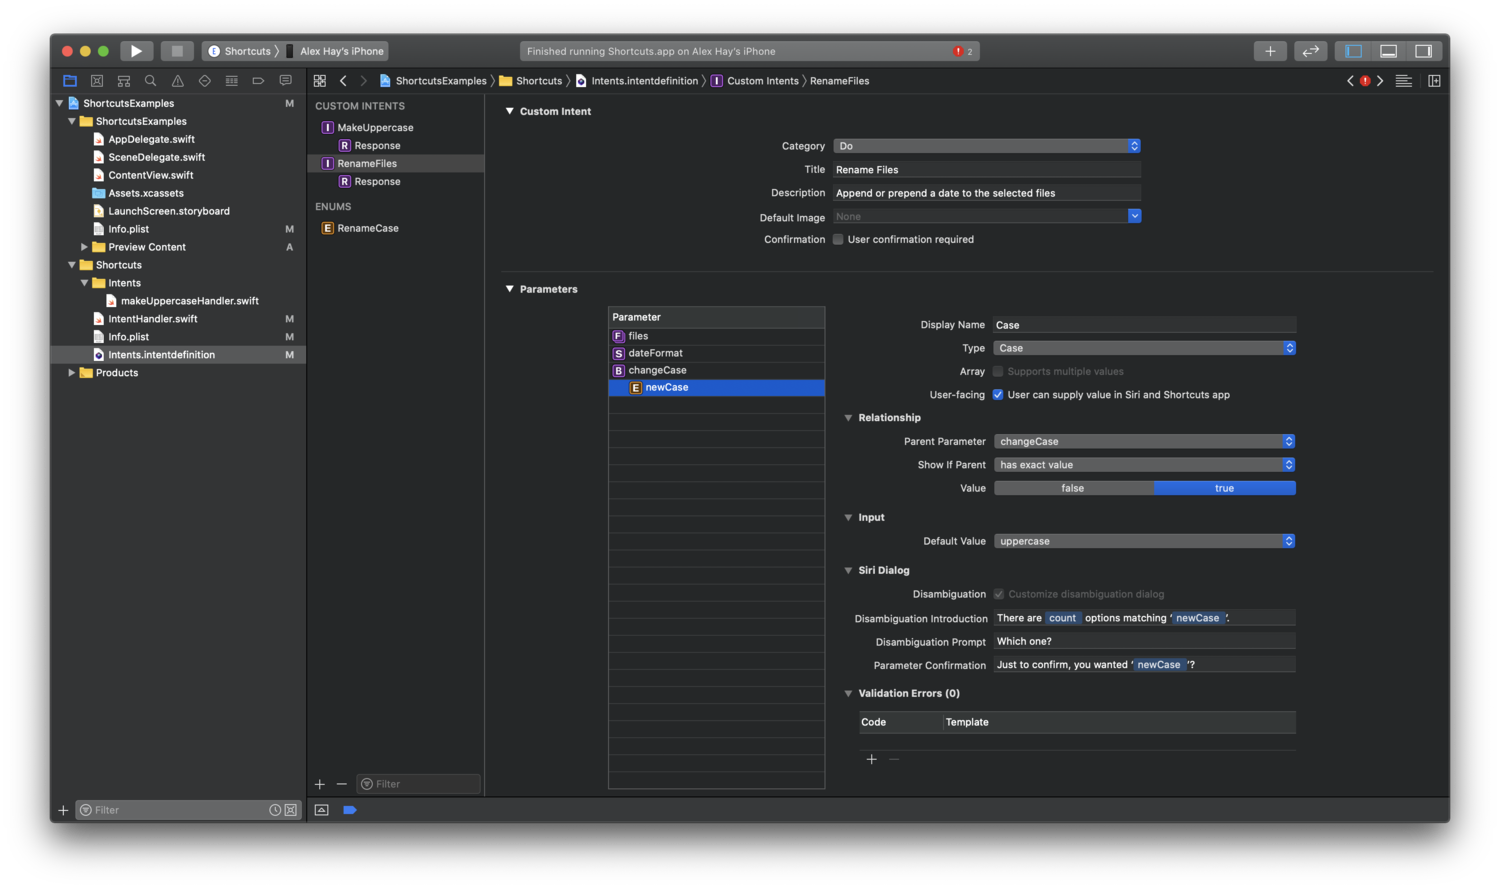 Shortcuts 〉 Alex Hay's iPhone
Finished running Shortcuts.app on Alex Hay's iPhone
2
ShortcutsExamples 〉 Shortcuts 〉 Intents.intentdefinition 〉 I Custom Intents 〉 RenameFiles
ShortcutsExamples M
ShortcutsExamples
AppDelegate.swift
SceneDelegate.swift
ContentView.swift
Assets.xcassets
LaunchScreen.storyboard
Info.plist M
Preview Content A
Shortcuts
Intents
makeUppercaseHandler.swift
IntentHandler.swift M
Info.plist M
Intents.intentdefinition M
Products
Filter
CUSTOM INTENTS
I MakeUppercase
R Response
I RenameFiles
R Response
ENUMS
E RenameCase
Filter
Custom Intent
Category Do
Title Rename Files
Description Append or prepend a date to the selected files
Default Image None
Confirmation User confirmation required
Parameters
Parameter
F files
S dateFormat
B changeCase
E newCase
Display Name Case
Type Case
Array Supports multiple values
User-facing User can supply value in Siri and Shortcuts app
Relationship
Parent Parameter changeCase
Show If Parent has exact value
Value false true
Input
Default Value uppercase
Siri Dialog
Disambiguation Customize disambiguation dialog
Disambiguation Introduction There are count options matching ‘ newCase ’.
Disambiguation Prompt Which one?
Parameter Confirmation Just to confirm, you wanted ‘ newCase ’?
Validation Errors (0)
Code Template